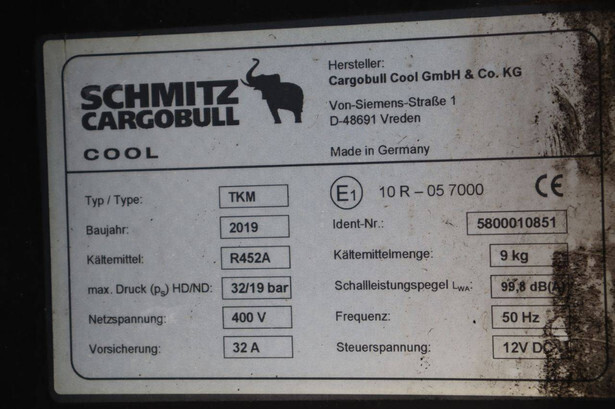 SCHMITZ
CARGOBULL
COOL
Hersteller:
Cargobull Cool GmbH & Co. KG
Von-Siemens-Straße 1
D-48691 Vreden
Made in Germany
Typ / Type: TKM
E1 10 R – 05 7000 CE
Baujahr: 2019
Ident-Nr.: 5800010851
Kältemittel: R452A
Kältemittelmenge: 9 kg
max. Druck (ps) HD/ND: 32/19 bar
Schallleistungspegel LWA: 99,8 dB(A)
Netzspannung: 400 V
Frequenz: 50 Hz
Vorsicherung: 32 A
Steuerspannung: 12V DC